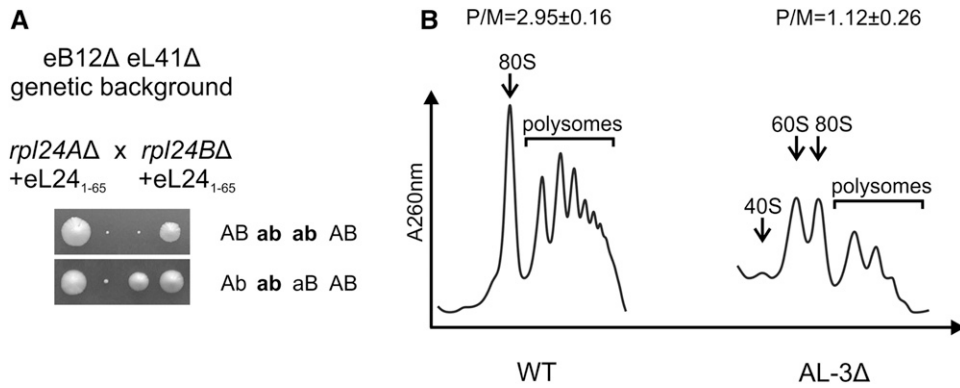 A
eB12Δ eL41Δ
genetic background
rpl24AΔ x rpl24BΔ
+eL24₁₋₆₅ +eL24₁₋₆₅
AB ab ab AB
Ab ab aB AB
B
P/M=2.95±0.16 P/M=1.12±0.26
80S
polysomes
60S 80S
40S
polysomes
A260nm
WT AL-3Δ